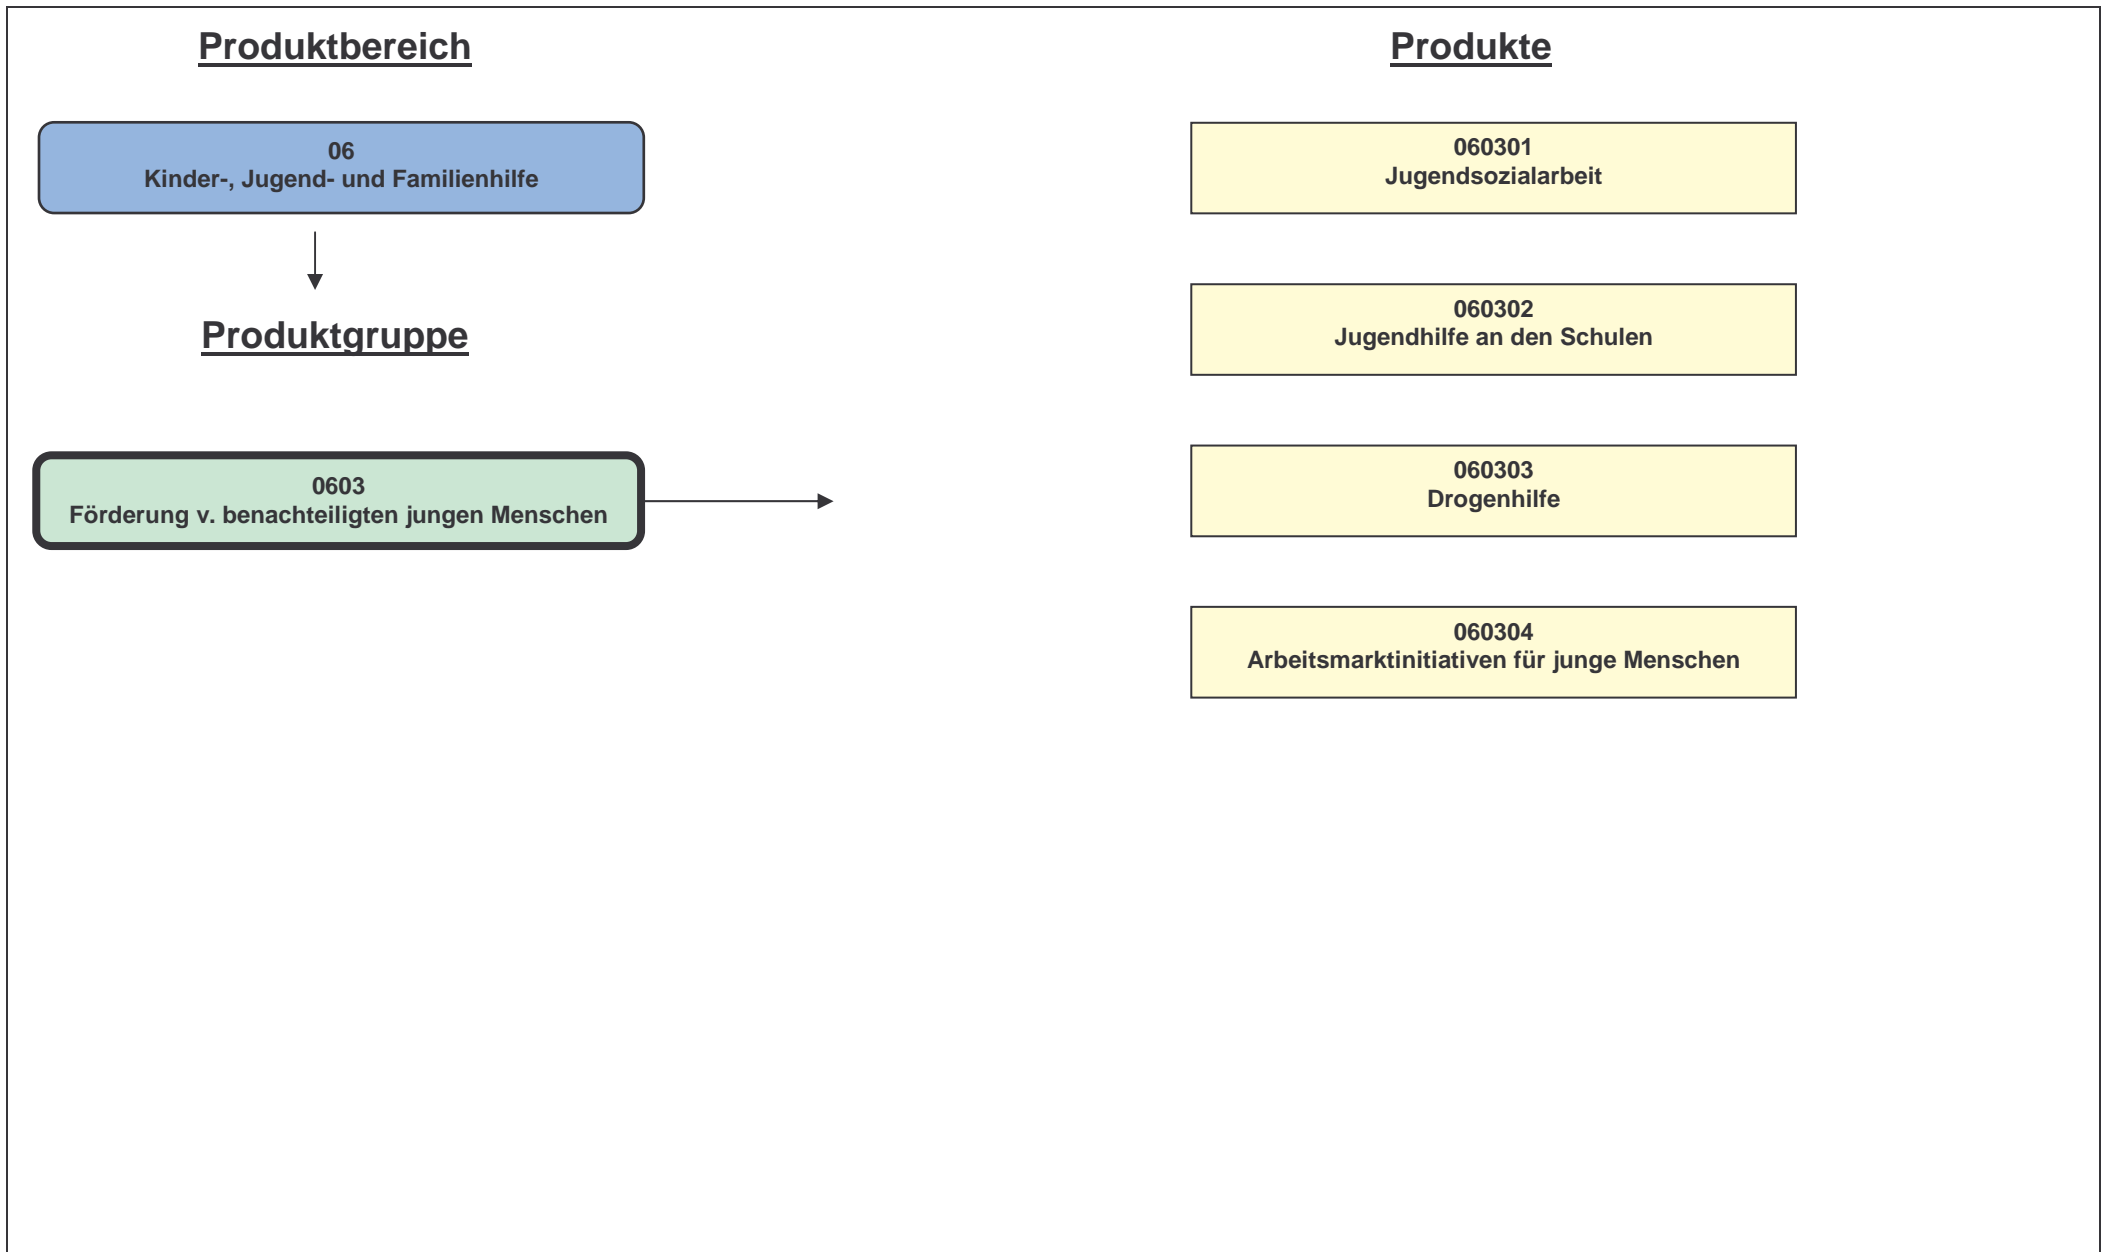 Produktbereich
06
Kinder-, Jugend- und Familienhilfe
Produktgruppe
0603
Förderung v. benachteiligten jungen Menschen
Produkte
060301
Jugendsozialarbeit
060302
Jugendhilfe an den Schulen
060303
Drogenhilfe
060304
Arbeitsmarktinitiativen für junge Menschen